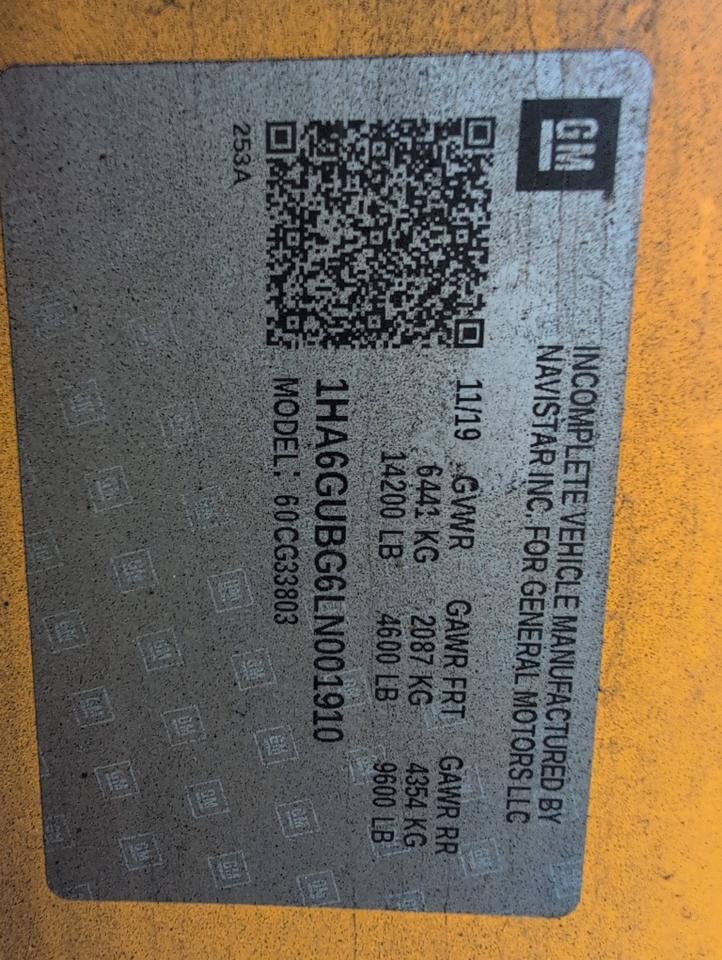 GM
INCOMPLETE VEHICLE MANUFACTURED BY
NAVISTAR INC. FOR GENERAL MOTORS LLC
11/19 GVWR GAWR FRT GAWR RR
6441 KG 2087 KG 4354 KG
14200 LB 4600 LB 9600 LB
1HA6GUBG6LN001910
MODEL: 60CG33803
253A